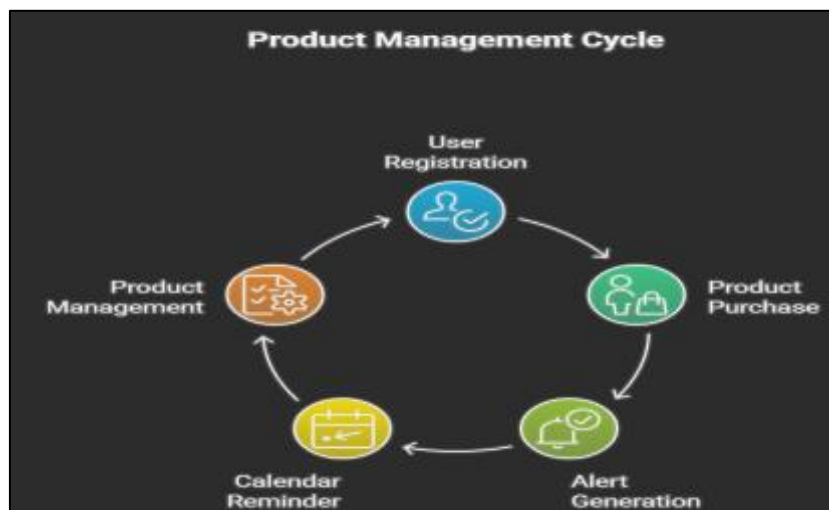 Product Management Cycle
User
Registration
Product
Purchase
Alert
Generation
Calendar
Reminder
Product
Management